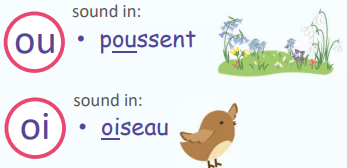 sound in:
ou • poussent
sound in:
oi • oiseau